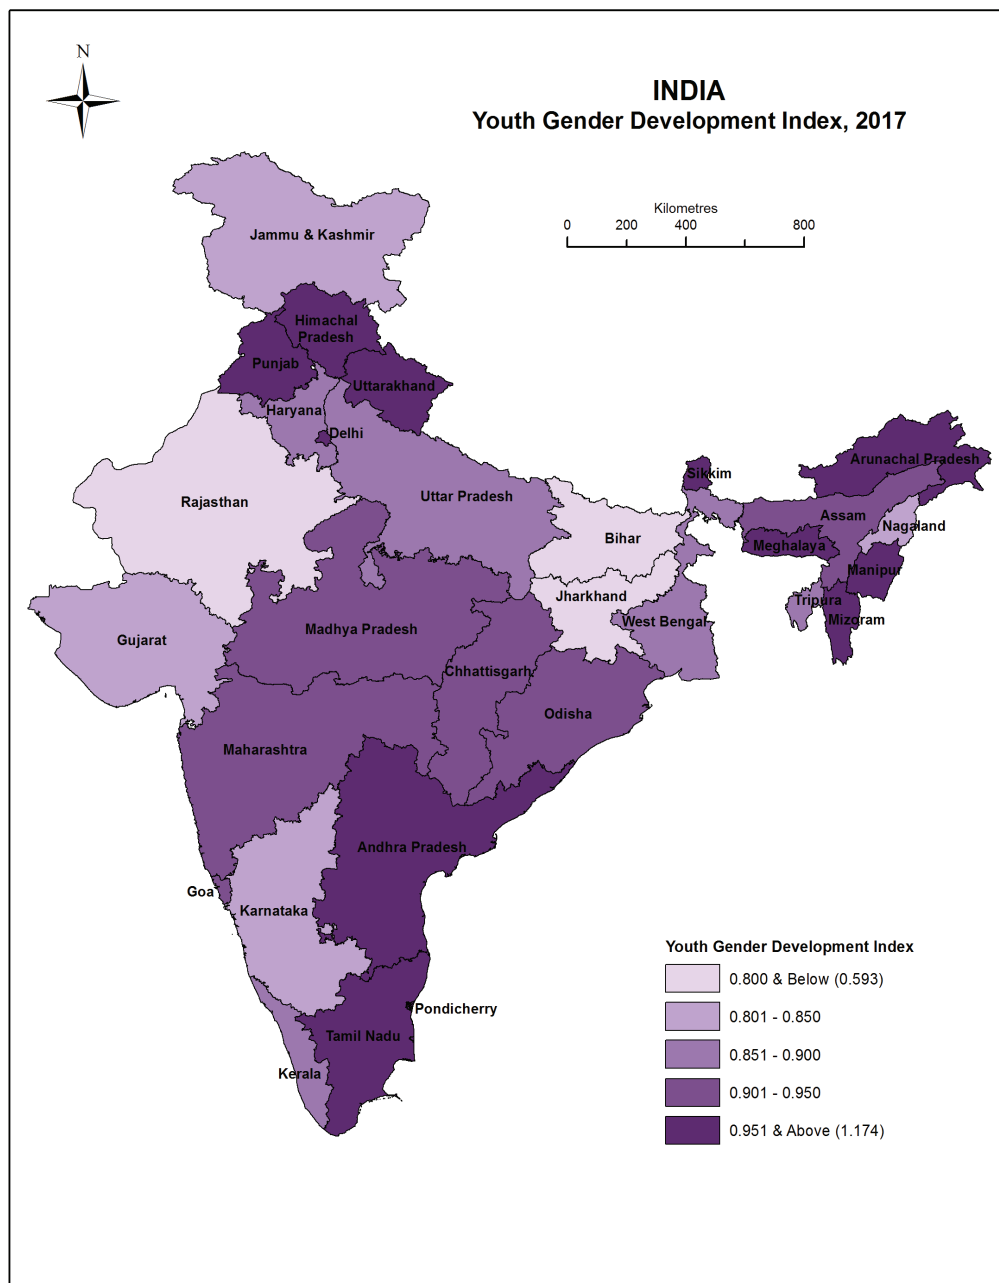 N
INDIA
Youth Gender Development Index, 2017
Kilometres
0 200 400 800
Jammu & Kashmir
Himachal
Pradesh
Punjab
Uttarakhand
Haryana
Delhi
Rajasthan
Uttar Pradesh
Sikkim
Arunachal Pradesh
Assam
Nagaland
Bihar
Meghalaya
Manipur
Jharkhand
Tripura
Mizoram
West Bengal
Gujarat
Madhya Pradesh
Chhattisgarh
Odisha
Maharashtra
Andhra Pradesh
Goa
Karnataka
Pondicherry
Tamil Nadu
Kerala
Youth Gender Development Index
0.800 & Below (0.593)
0.801 - 0.850
0.851 - 0.900
0.901 - 0.950
0.951 & Above (1.174)